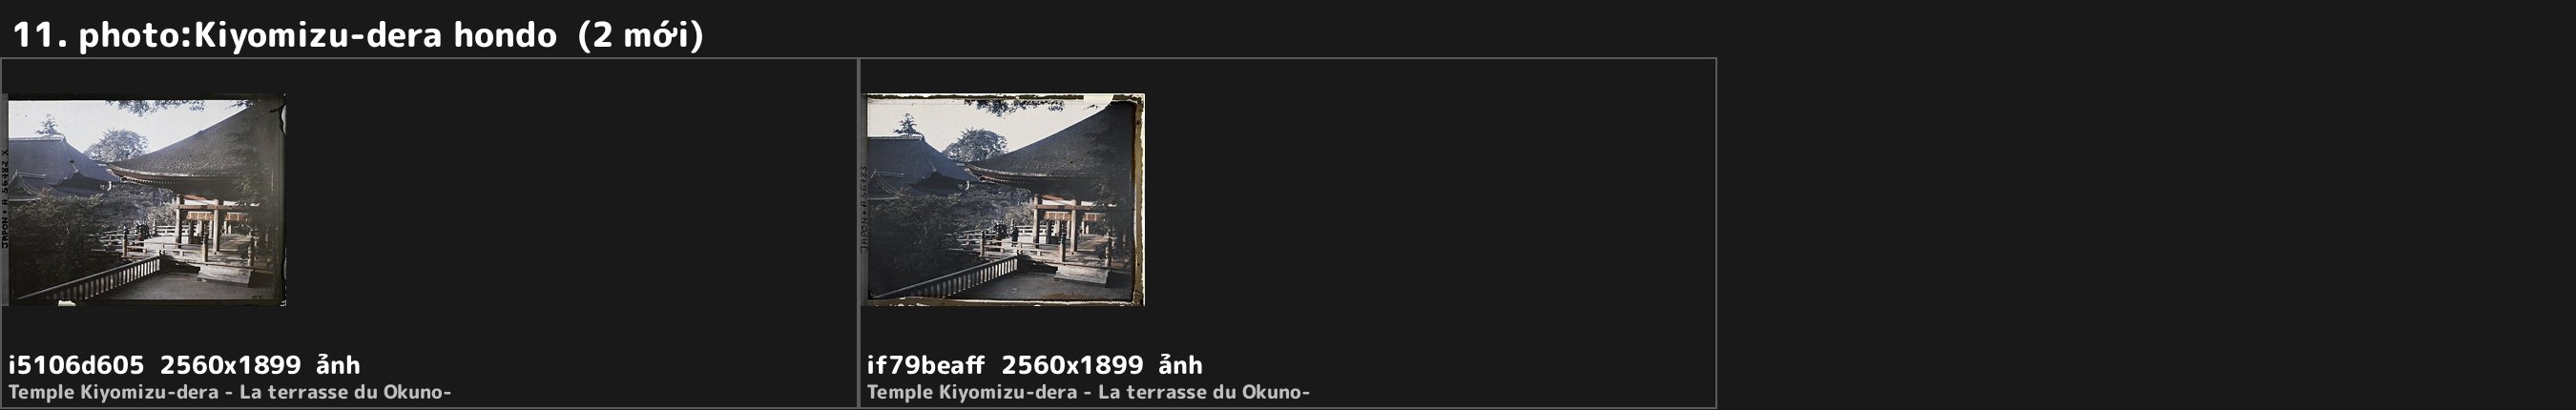 11. photo:Kiyomizu-dera hondo (2 mới)
i5106d605 2560x1899 ảnh
Temple Kiyomizu-dera - La terrasse du Okuno-
if79beaff 2560x1899 ảnh
Temple Kiyomizu-dera - La terrasse du Okuno-